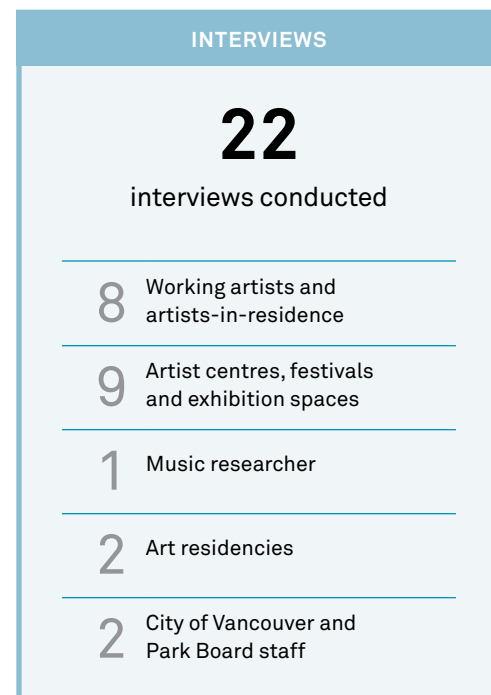 INTERVIEWS
22
interviews conducted
8 Working artists and
artists-in-residence
9 Artist centres, festivals
and exhibition spaces
1 Music researcher
2 Art residencies
2 City of Vancouver and
Park Board staff